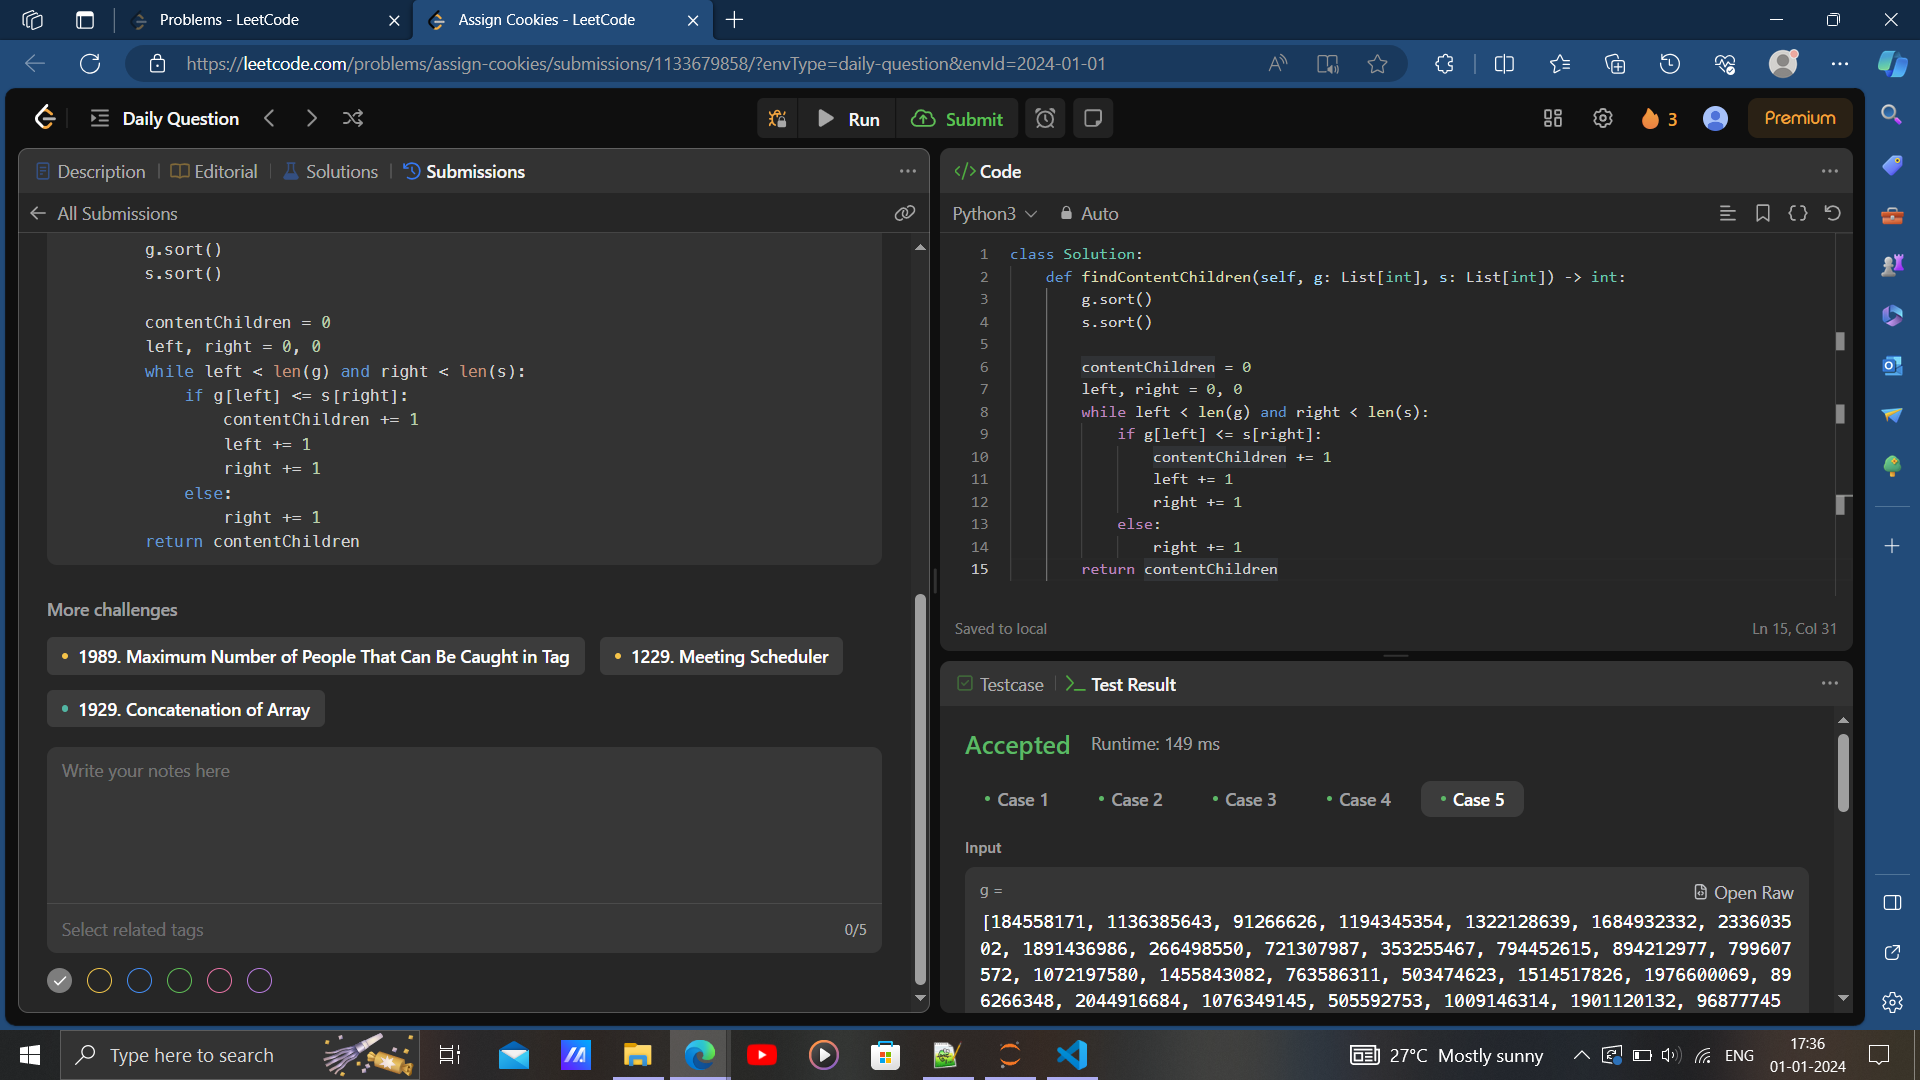 Problems - LeetCode
Assign Cookies - LeetCode
https://leetcode.com/problems/assign-cookies/submissions/1133679858/?envType=daily-question&envId=2024-01-01
Daily Question
Run
Submit
3
Premium
Description
Editorial
Solutions
Submissions
All Submissions
g.sort()
s.sort()
contentChildren = 0
left, right = 0, 0
while left < len(g) and right < len(s):
if g[left] <= s[right]:
contentChildren += 1
left += 1
right += 1
else:
right += 1
return contentChildren
More challenges
1989. Maximum Number of People That Can Be Caught in Tag
1229. Meeting Scheduler
1929. Concatenation of Array
Write your notes here
Select related tags
0/5
</> Code
Python3
Auto
1 class Solution:
2 def findContentChildren(self, g: List[int], s: List[int]) -> int:
3 g.sort()
4 s.sort()
5
6 contentChildren = 0
7 left, right = 0, 0
8 while left < len(g) and right < len(s):
9 if g[left] <= s[right]:
10 contentChildren += 1
11 left += 1
12 right += 1
13 else:
14 right += 1
15 return contentChildren
Saved to local
Ln 15, Col 31
Testcase
Test Result
Accepted
Runtime: 149 ms
Case 1
Case 2
Case 3
Case 4
Case 5
Input
g =
Open Raw
[184558171, 1136385643, 91266626, 1194345354, 1322128639, 1684932332, 2336035
02, 1891436986, 266498550, 721307987, 353255467, 794452615, 894212977, 799607
572, 1072197580, 1455843082, 763586311, 503474623, 1514517826, 1976600069, 89
6266348, 2044916684, 1076349145, 505592753, 1009146314, 1901120132, 96877745
Type here to search
27°C Mostly sunny
ENG
17:36
01-01-2024